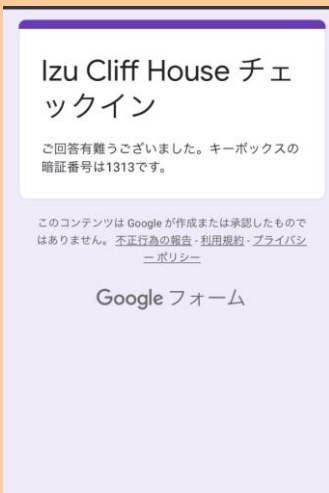 Izu Cliff House チェ
ックイン
ご回答有難うございました。キーボックスの
暗証番号は1313です。
このコンテンツは Google が作成または承認したもので
はありません。 不正行為の報告 - 利用規約 - プライバシ
ー ポリシー
Google フォーム